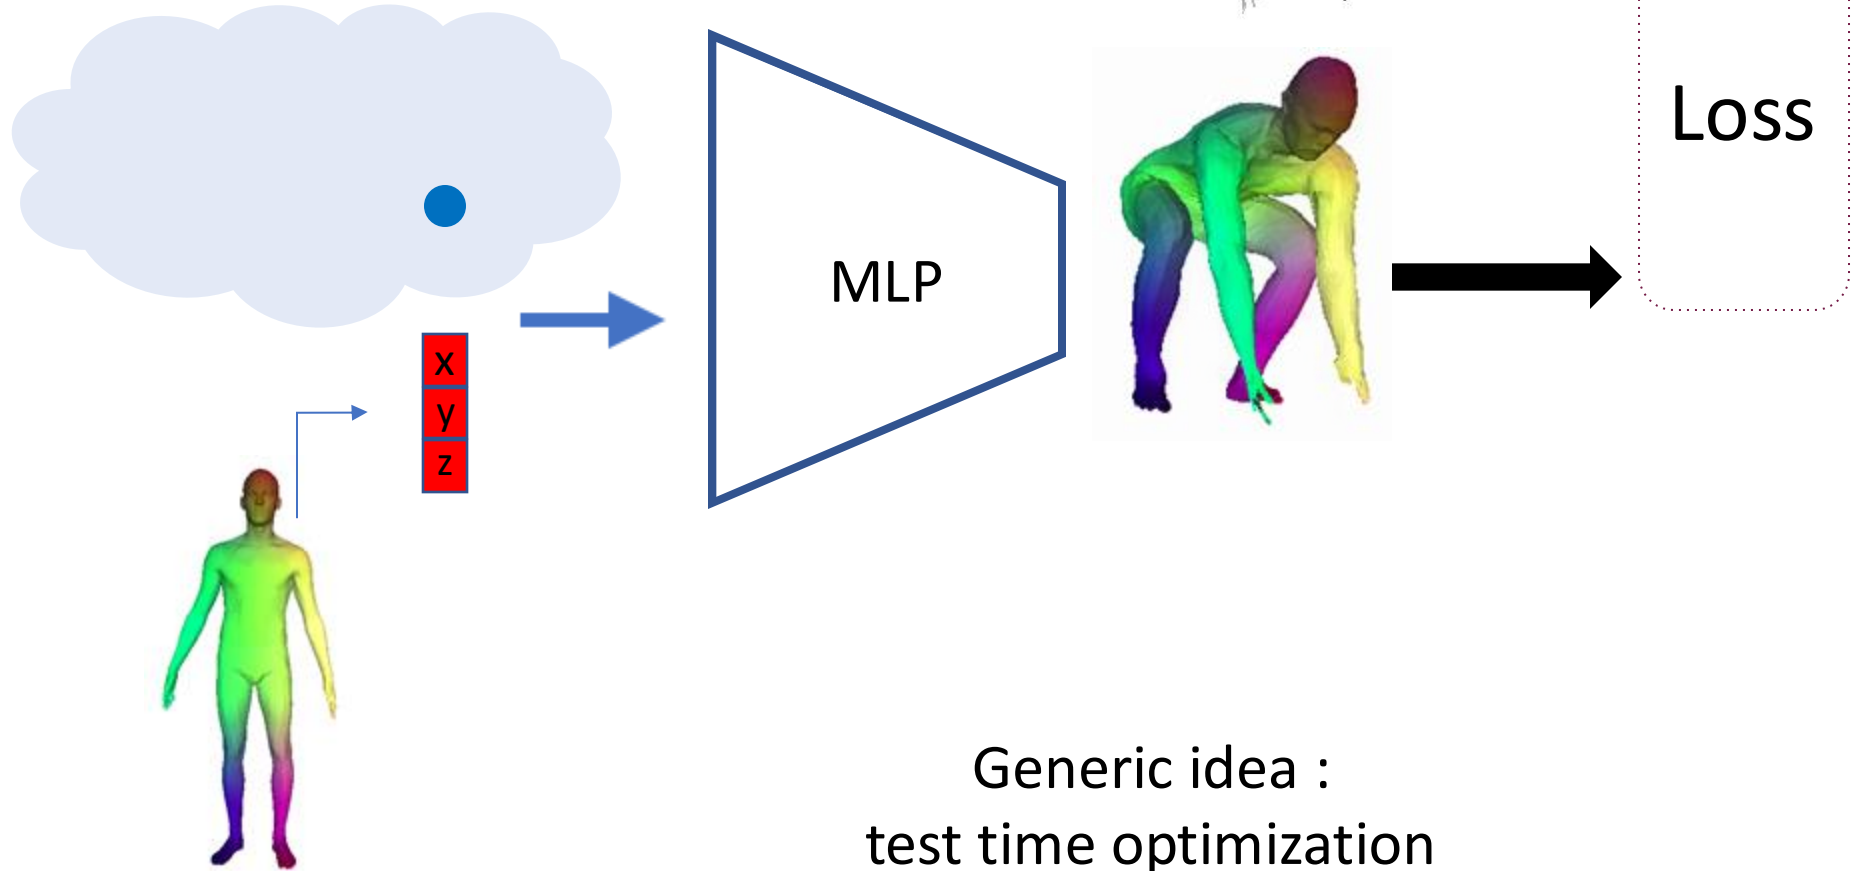 Loss
MLP
x
y
z
Generic idea :
test time optimization